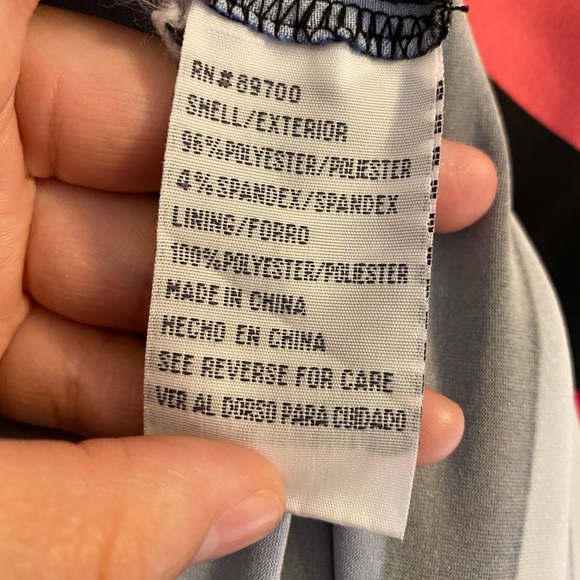 RN#89700
SHELL/EXTERIOR
96%POLYESTER/POLIESTER
4%SPANDEX/SPANDEX
LINING/FORRO
100%POLYESTER/POLIESTER
MADE IN CHINA
HECHO EN CHINA
SEE REVERSE FOR CARE
VER AL DORSO PARA CUIDADO